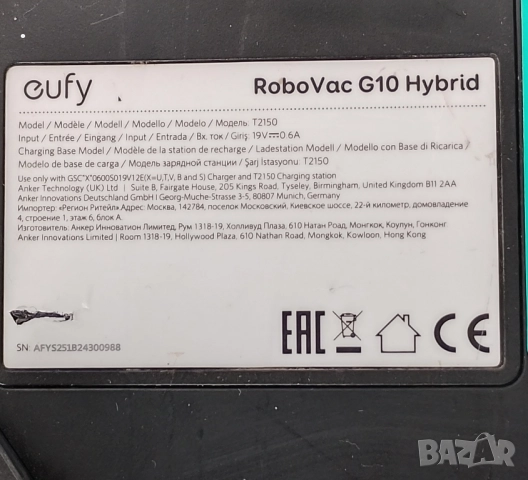 eufy
RoboVac G10 Hybrid
Model / Modèle / Modell / Modello / Modelo / Модель: T2150
Input / Entrée / Eingang / Input / Entrada / Вх. ток / Giriş: 19V⎓0.6A
Charging Base Model / Modèle de la station de recharge / Ladestation Modell / Modello con Base di Ricarica /
Modelo de base de carga / Модель зарядной станции / Şarj İstasyonu: T2150
Use only with GSC"X"0600S019V12E(X=U,T,V, B and S) Charger and T2150 Charging station
Anker Technology (UK) Ltd | Suite B, Fairgate House, 205 Kings Road, Tyseley, Birmingham, United Kingdom B11 2AA
Anker Innovations Deutschland GmbH | Georg-Muche-Strasse 3-5, 80807 Munich, Germany
Импортер: «Регион Ритейл» Адрес: Москва, 142784, поселок Московский, Киевское шоссе, 22-й километр, домовладение
4, строение 1, этаж 6, блок А.
Изготовитель: Анкер Инноватион Лимитед, Рум 1318-19, Холливуд Плаза, 610 Натан Роад, Монгкок, Коулун, Гонконг
Anker Innovations Limited | Room 1318-19, Hollywood Plaza, 610 Nathan Road, Mongkok, Kowloon, Hong Kong
SN: AFYS2S1B24300988
EAC
CE
BAZAR